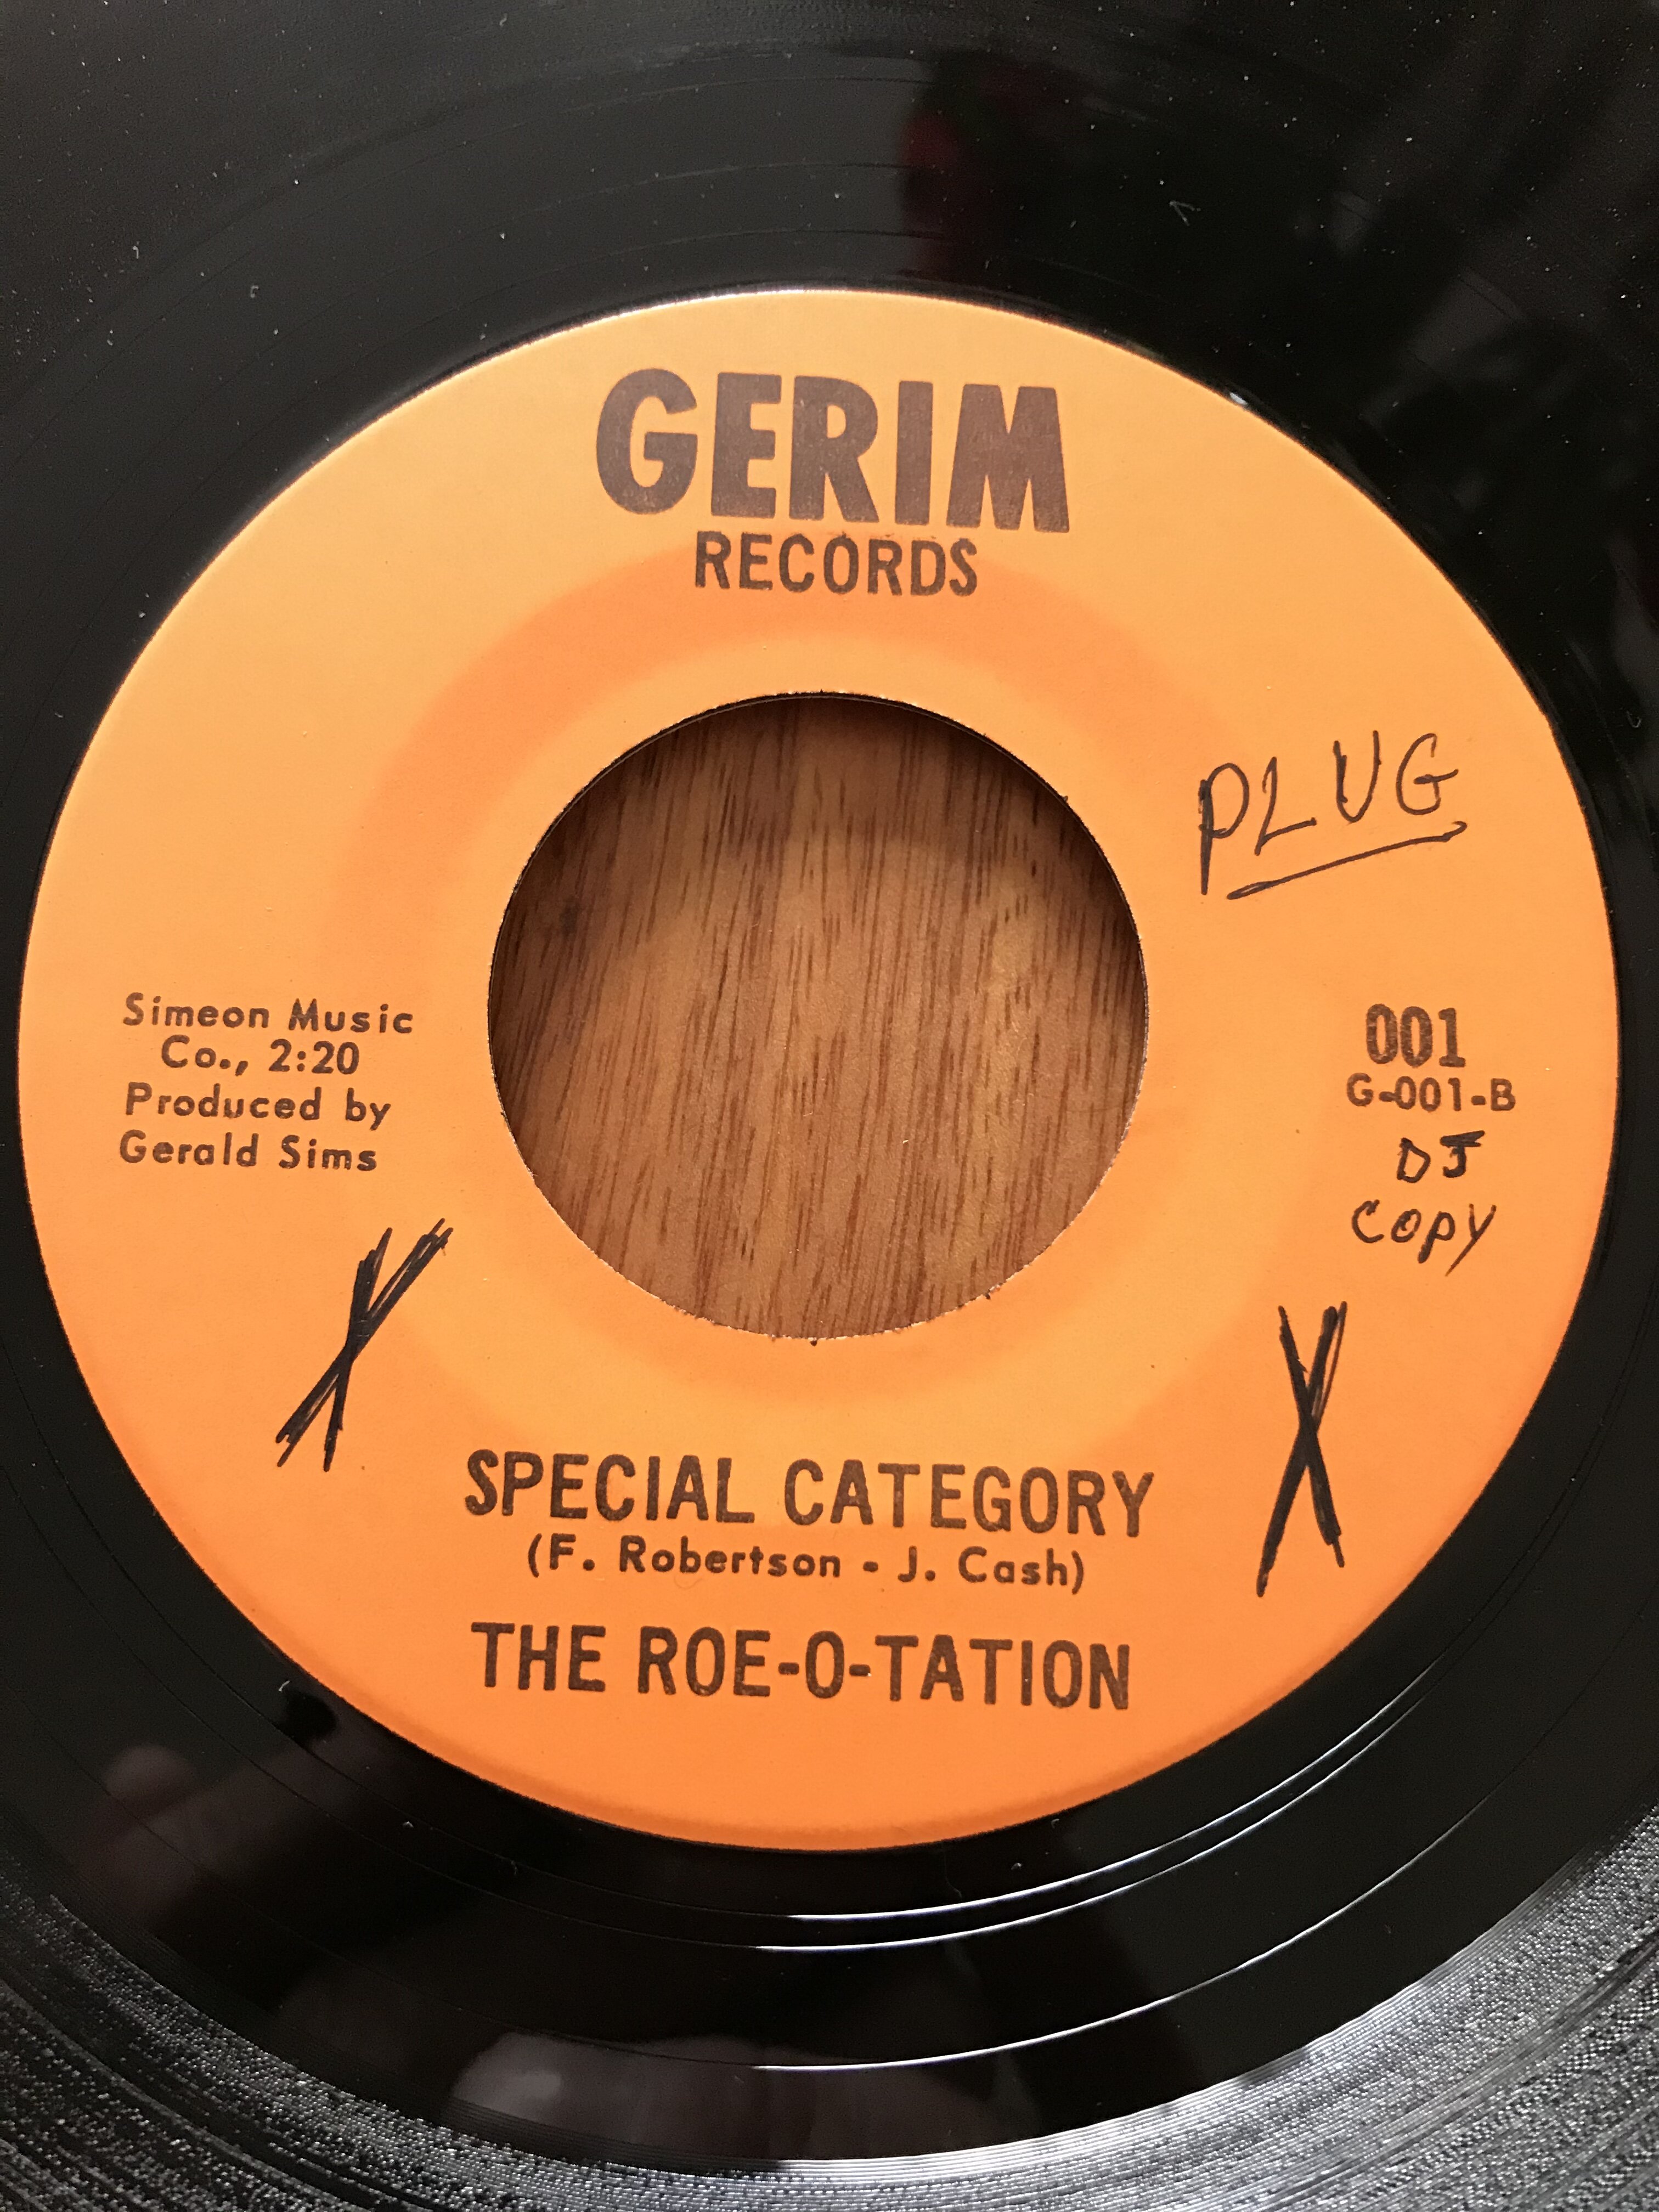 GERIM
RECORDS
PLUG
Simeon Music
Co., 2:20
Produced by
Gerald Sims
001
G-001-B
DJ
COPY
X
X
SPECIAL CATEGORY
(F. Robertson - J. Cash)
THE ROE-O-TATION